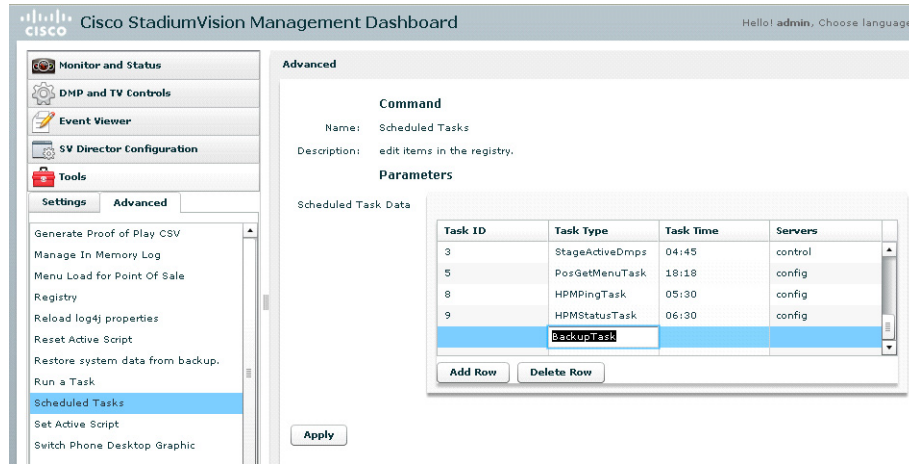 CISCO
Cisco StadiumVision Management Dashboard
Hello! admin, Choose language
Monitor and Status
DMP and TV Controls
Event Viewer
SV Director Configuration
Tools
Settings Advanced
Generate Proof of Play CSV
Manage In Memory Log
Menu Load for Point Of Sale
Registry
Reload log4j properties
Reset Active Script
Restore system data from backup.
Run a Task
Scheduled Tasks
Set Active Script
Switch Phone Desktop Graphic
Advanced
Command
Name: Scheduled Tasks
Description: edit items in the registry.
Parameters
Scheduled Task Data
Task ID Task Type Task Time Servers
3 StageActiveDmps 04:45 control
5 PosGetMenuTask 18:18 config
8 HPMPingTask 05:30 config
9 HPMStatusTask 06:30 config
BackupTask
Add Row Delete Row
Apply